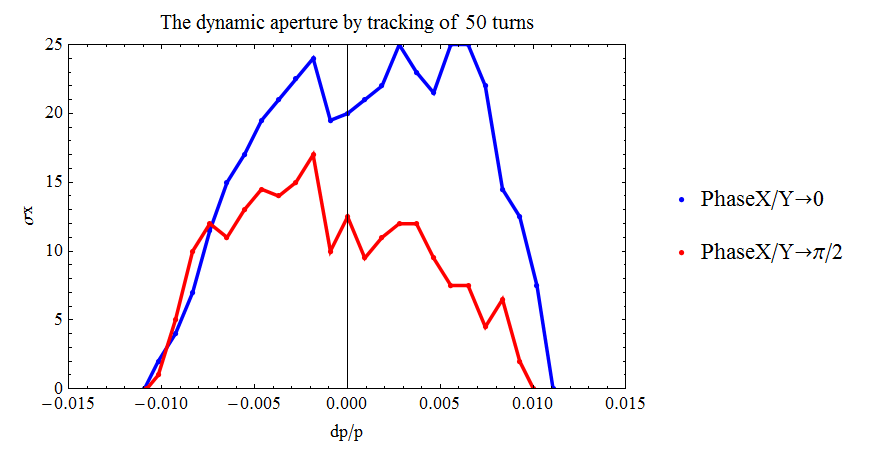 The dynamic aperture by tracking of 50 turns
25
20
15
10
5
0
σx
−0.015 −0.010 −0.005 0.000 0.005 0.010 0.015
dp/p
PhaseX/Y→0
PhaseX/Y→π/2